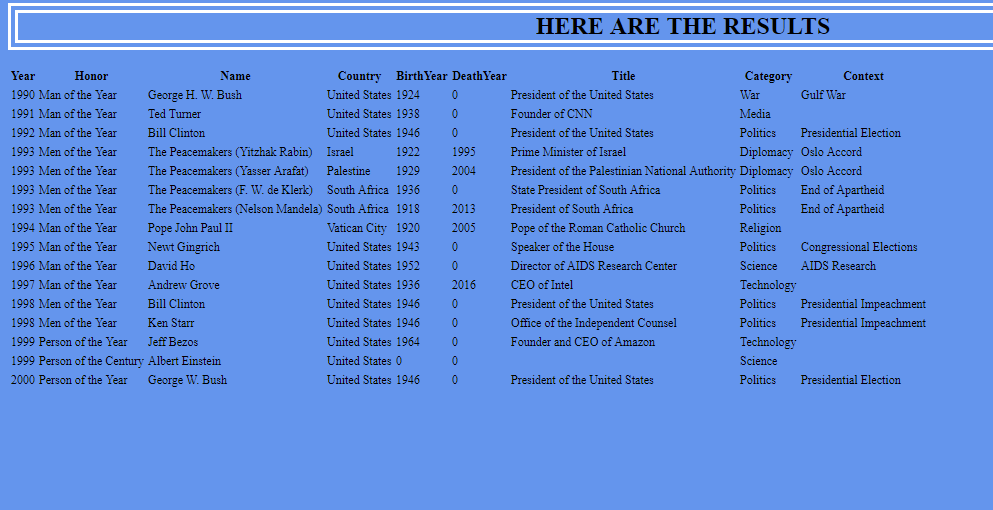 HERE ARE THE RESULTS
Year Honor Name Country BirthYear DeathYear Title Category Context
1990 Man of the Year George H. W. Bush United States 1924 0 President of the United States War Gulf War
1991 Man of the Year Ted Turner United States 1938 0 Founder of CNN Media
1992 Man of the Year Bill Clinton United States 1946 0 President of the United States Politics Presidential Election
1993 Men of the Year The Peacemakers (Yitzhak Rabin) Israel 1922 1995 Prime Minister of Israel Diplomacy Oslo Accord
1993 Men of the Year The Peacemakers (Yasser Arafat) Palestine 1929 2004 President of the Palestinian National Authority Diplomacy Oslo Accord
1993 Men of the Year The Peacemakers (F. W. de Klerk) South Africa 1936 0 State President of South Africa Politics End of Apartheid
1993 Men of the Year The Peacemakers (Nelson Mandela) South Africa 1918 2013 President of South Africa Politics End of Apartheid
1994 Man of the Year Pope John Paul II Vatican City 1920 2005 Pope of the Roman Catholic Church Religion
1995 Man of the Year Newt Gingrich United States 1943 0 Speaker of the House Politics Congressional Elections
1996 Man of the Year David Ho United States 1952 0 Director of AIDS Research Center Science AIDS Research
1997 Man of the Year Andrew Grove United States 1936 2016 CEO of Intel Technology
1998 Men of the Year Bill Clinton United States 1946 0 President of the United States Politics Presidential Impeachment
1998 Men of the Year Ken Starr United States 1946 0 Office of the Independent Counsel Politics Presidential Impeachment
1999 Person of the Year Jeff Bezos United States 1964 0 Founder and CEO of Amazon Technology
1999 Person of the Century Albert Einstein United States 0 0 Science
2000 Person of the Year George W. Bush United States 1946 0 President of the United States Politics Presidential Election